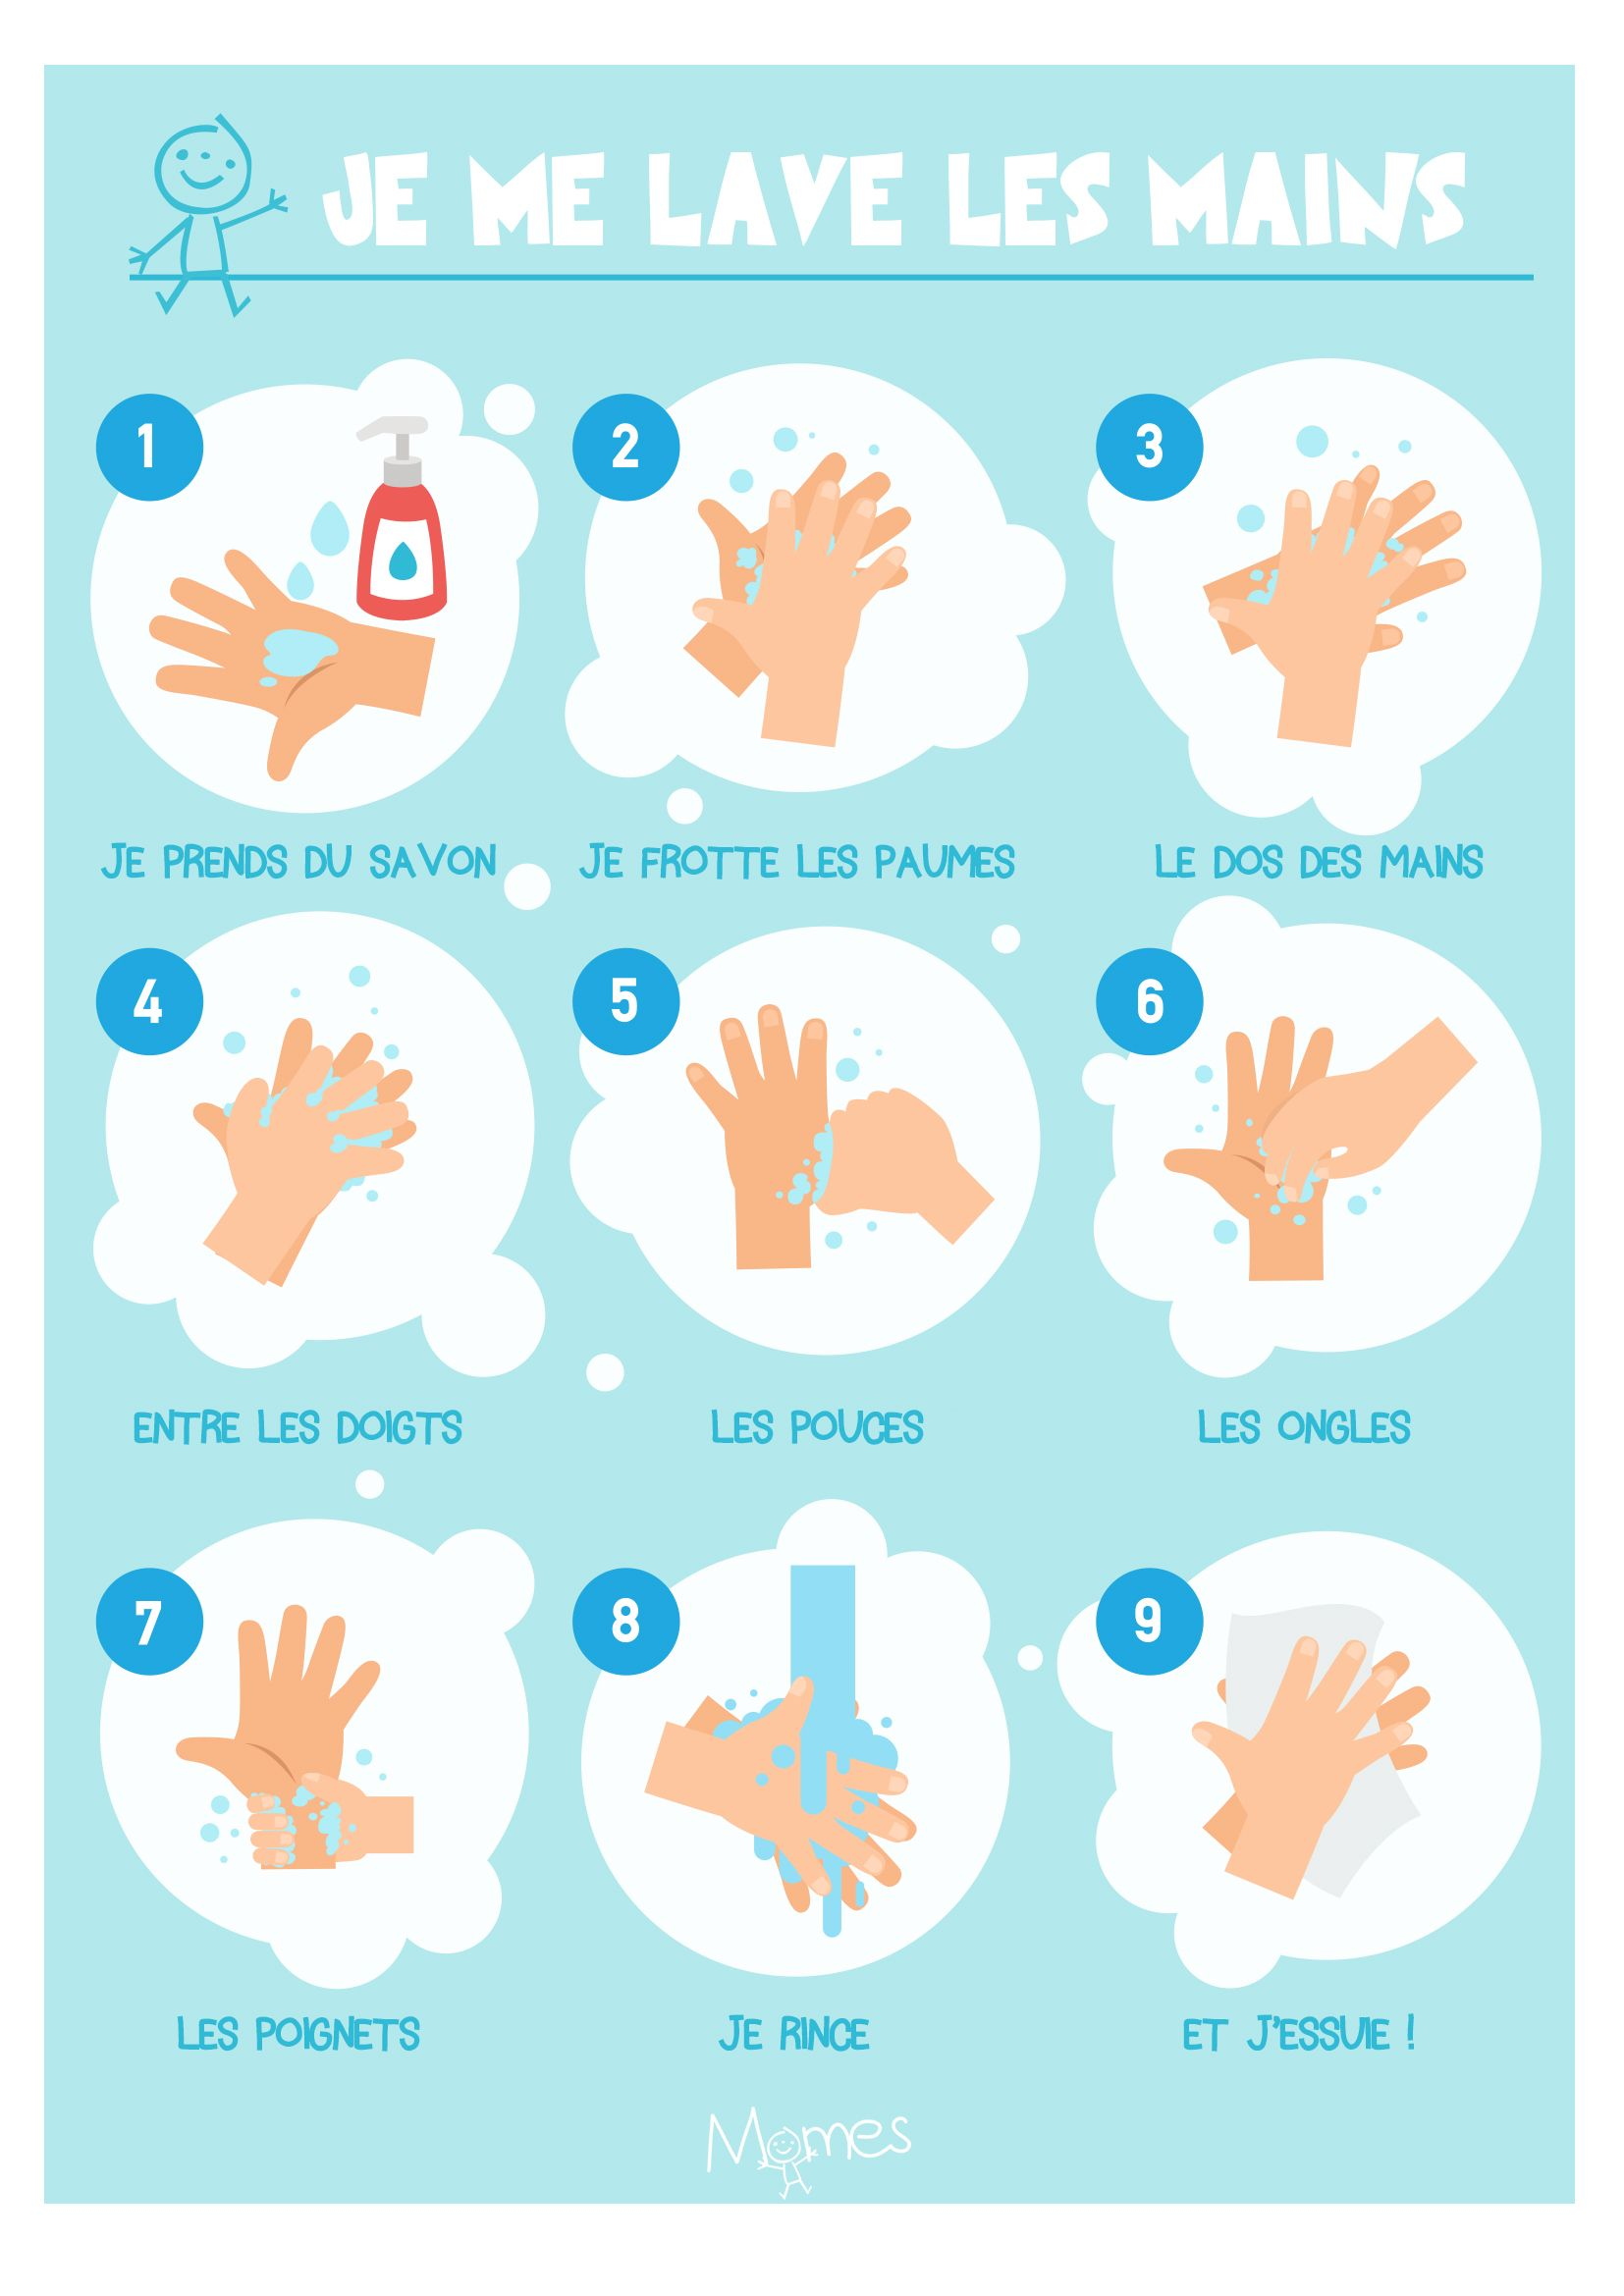 JE ME LAVE LES MAINS
1
2
3
JE PRENDS DU SAVON
JE FROTTE LES PAUMES
LE DOS DES MAINS
4
5
6
ENTRE LES DOIGTS
LES POUCES
LES ONGLES
7
8
9
LES POIGNETS
JE RINCE
ET J'ESSUIE !
Momes